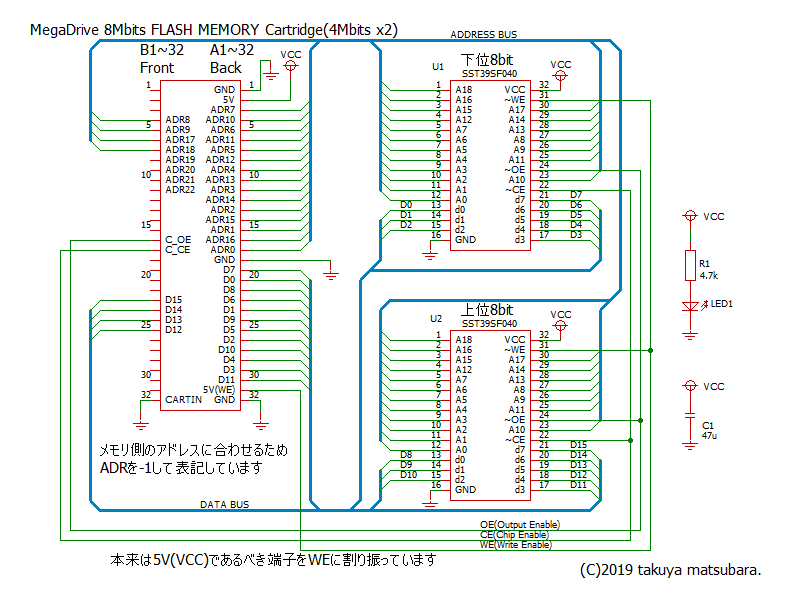 MegaDrive 8Mbits FLASH MEMORY Cartridge(4Mbits x2)
B1~32 A1~32
Front Back
VCC
1 GND 1
5V
ADR7
ADR8 ADR10
5 ADR9 ADR6 5
ADR17 ADR11
ADR18 ADR5
ADR19 ADR12
ADR20 ADR4
10 ADR21 ADR13 10
ADR22 ADR3
ADR14
ADR2
ADR15
15 ADR1 15
C_OE ADR16
C_CE ADR0
GND
D7
20 D0 20
D8
D15 D6
D14 D1
D13 D9
25 D12 D5 25
D2
D10
D4
D3
30 D11 30
5V(WE)
32 CARTIN GND 32
メモリ側のアドレスに合わせるため
ADRを-1して表記しています
DATA BUS
ADDRESS BUS
U1 下位8bit
SST39SF040
VCC
1 A18 VCC 32
2 A16 ~WE 31
3 A15 A17 30
4 A12 A14 29
5 A7 A13 28
6 A6 A8 27
7 A5 A9 26
8 A4 A11 25
9 A3 ~OE 24
10 A2 A10 23
11 A1 ~CE 22
12 A0 d7 21 D7
D0 13 d0 d6 20 D6
D1 14 d1 d5 19 D5
D2 15 d2 d4 18 D4
16 GND d3 17 D3
U2 上位8bit
SST39SF040
VCC
1 A18 VCC 32
2 A16 ~WE 31
3 A15 A17 30
4 A12 A14 29
5 A7 A13 28
6 A6 A8 27
7 A5 A9 26
8 A4 A11 25
9 A3 ~OE 24
10 A2 A10 23
11 A1 ~CE 22
12 A0 d7 21 D15
D8 13 d0 d6 20 D14
D9 14 d1 d5 19 D13
D10 15 d2 d4 18 D12
16 GND d3 17 D11
VCC
R1
4.7k
LED1
VCC
C1
47u
OE(Output Enable)
CE(Chip Enable)
WE(Write Enable)
本来は5V(VCC)であるべき端子をWEに割り振っています
(C)2019 takuya matsubara.